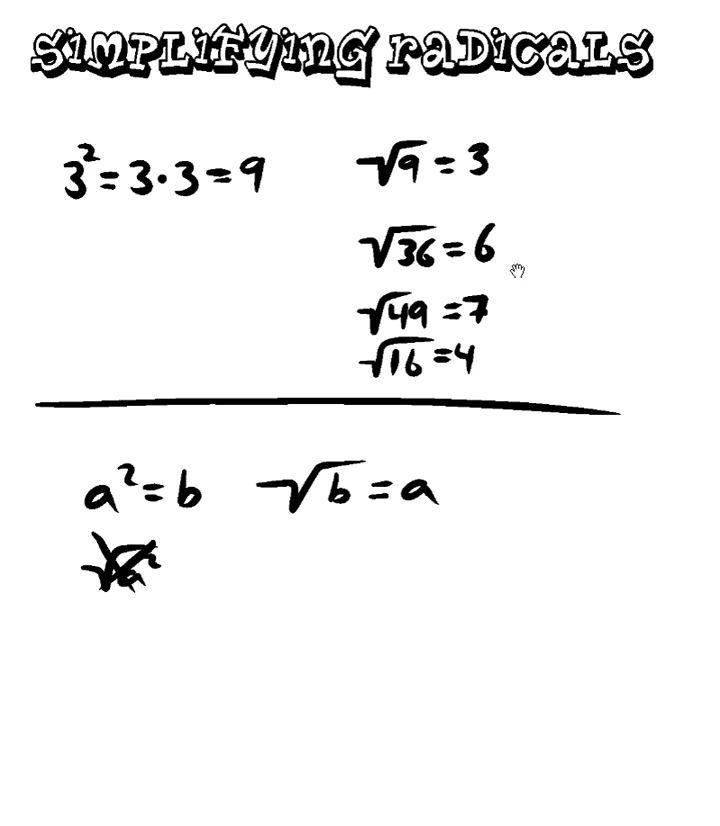 SIMPLIFYING RADICALS
3² = 3·3 = 9
√9 = 3
√36 = 6
√49 = 7
√16 = 4
a² = b √b = a